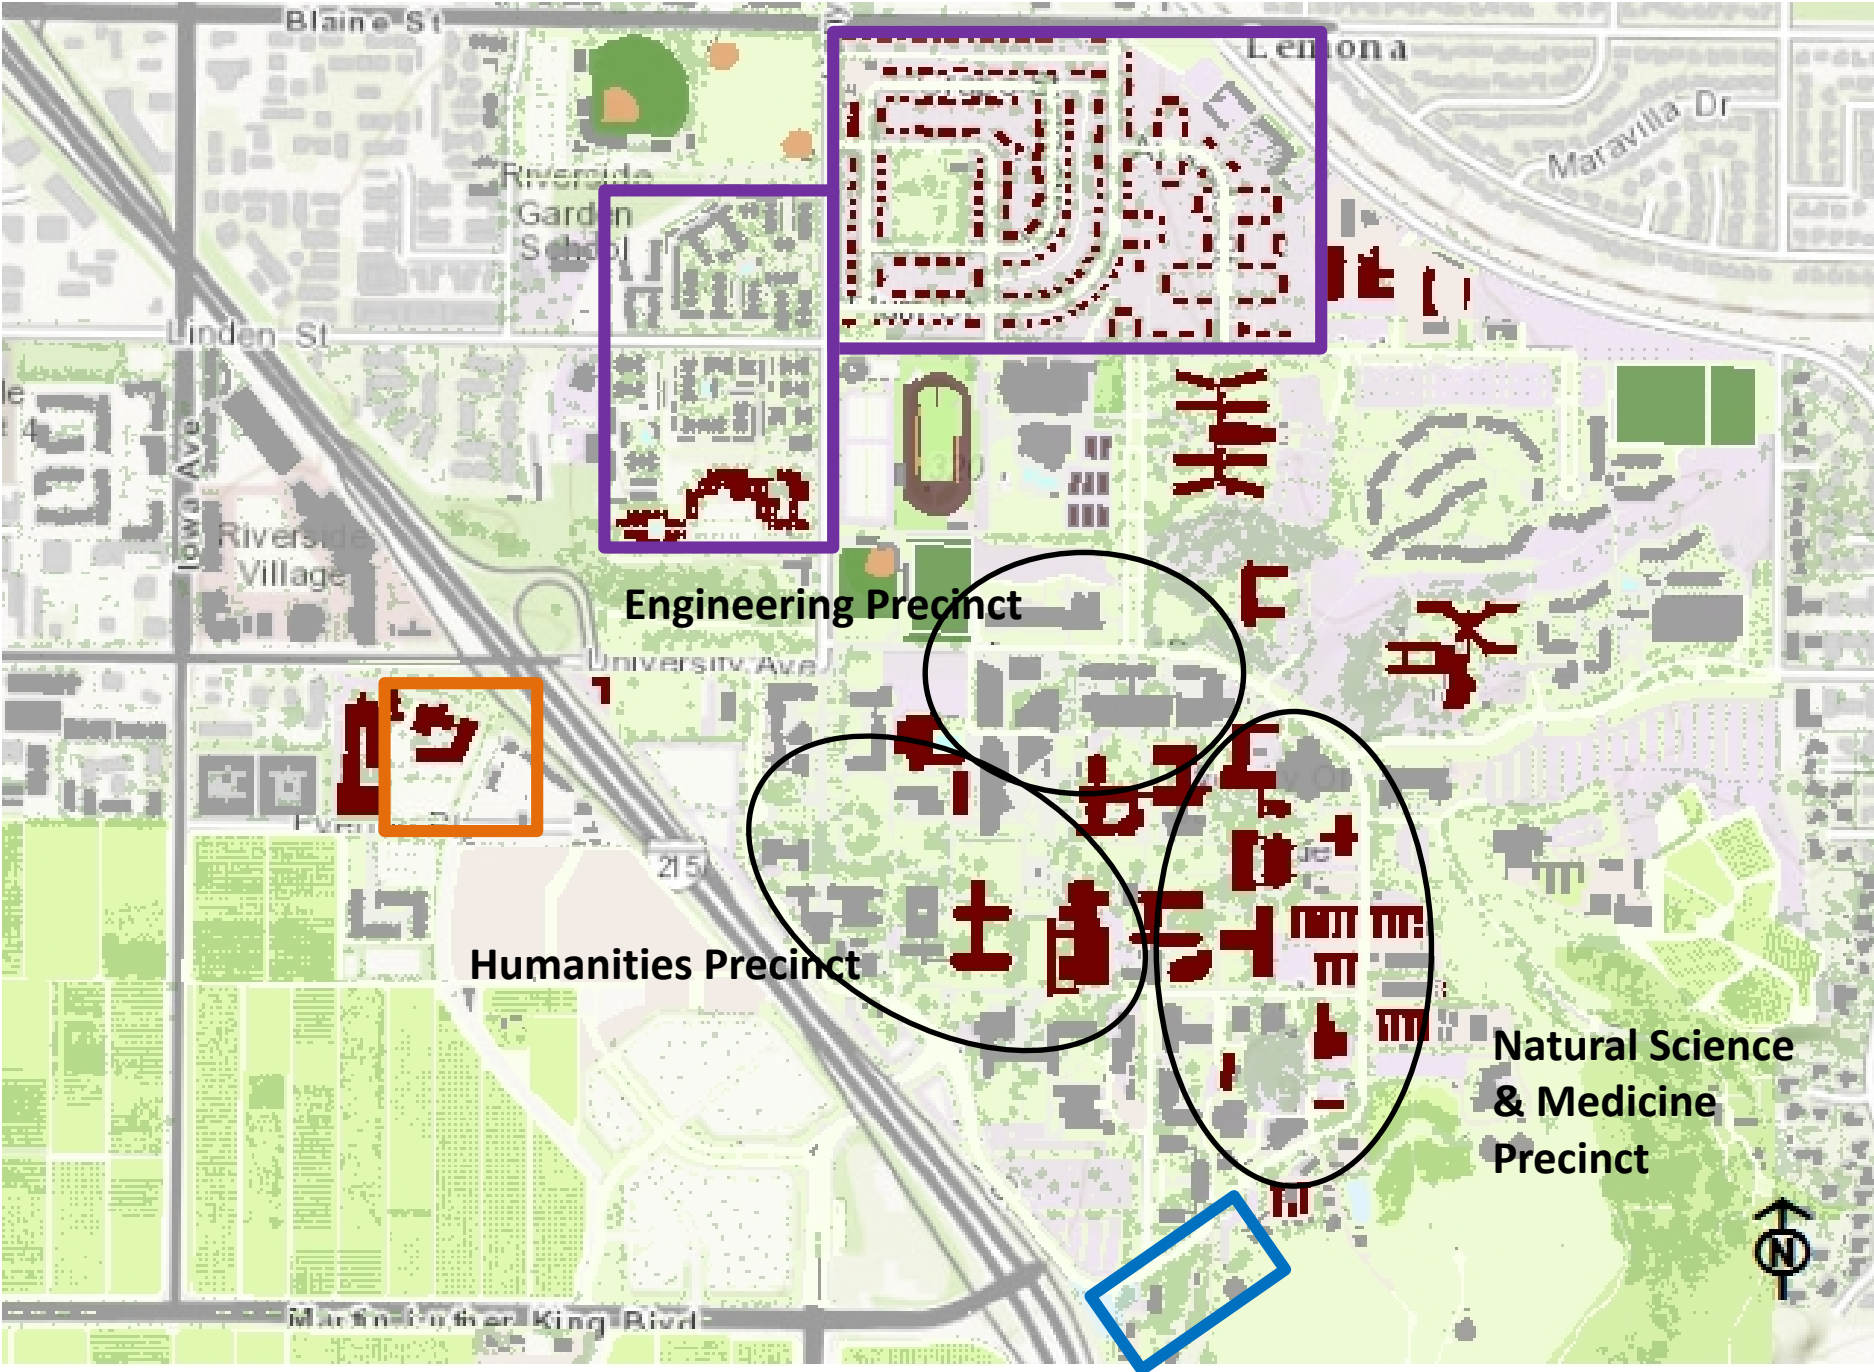 Blaine St
Lemona
Maravilla Dr
Riverside
Garden
School
Linden St
Iowa Ave
Riverside
Village
Engineering Precinct
University Ave
215
Humanities Precinct
Natural Science
& Medicine
Precinct
N
Martin Luther King Blvd